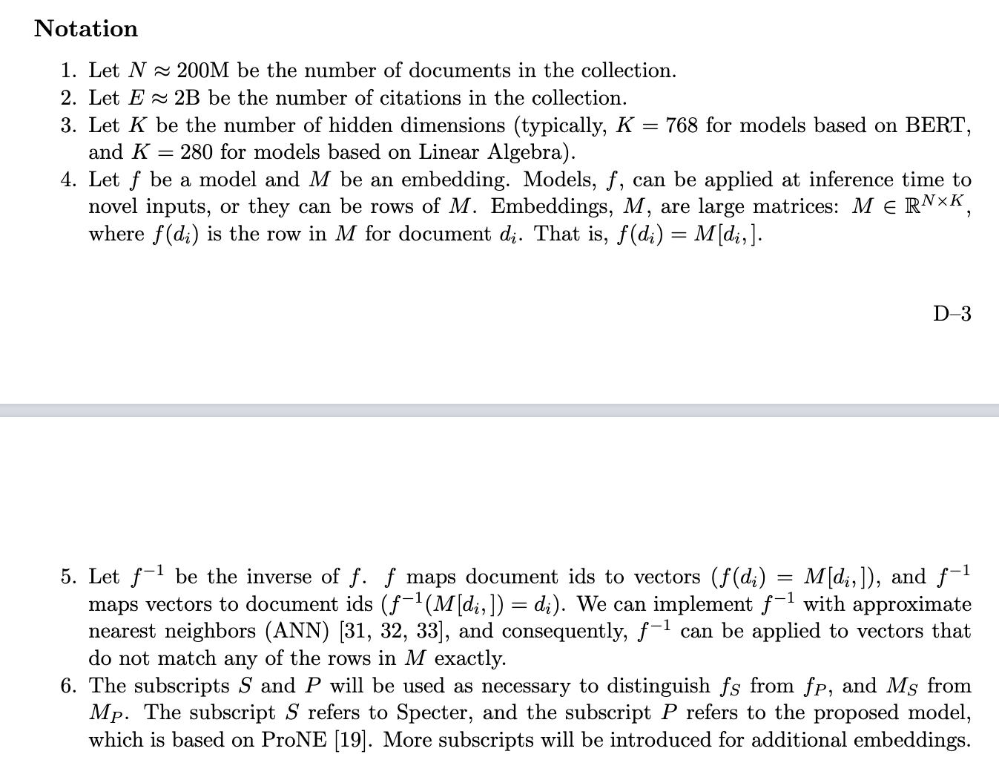 Notation
1. Let N ≈ 200M be the number of documents in the collection.
2. Let E ≈ 2B be the number of citations in the collection.
3. Let K be the number of hidden dimensions (typically, K = 768 for models based on BERT,
and K = 280 for models based on Linear Algebra).
4. Let f be a model and M be an embedding. Models, f, can be applied at inference time to
novel inputs, or they can be rows of M. Embeddings, M, are large matrices: M ∈ ℝ^{N×K},
where f(d_i) is the row in M for document d_i. That is, f(d_i) = M[d_i, ].
D–3
5. Let f^{−1} be the inverse of f. f maps document ids to vectors (f(d_i) = M[d_i, ]), and f^{−1}
maps vectors to document ids (f^{−1}(M[d_i, ]) = d_i). We can implement f^{−1} with approximate
nearest neighbors (ANN) [31, 32, 33], and consequently, f^{−1} can be applied to vectors that
do not match any of the rows in M exactly.
6. The subscripts S and P will be used as necessary to distinguish f_S from f_P, and M_S from
M_P. The subscript S refers to Specter, and the subscript P refers to the proposed model,
which is based on ProNE [19]. More subscripts will be introduced for additional embeddings.